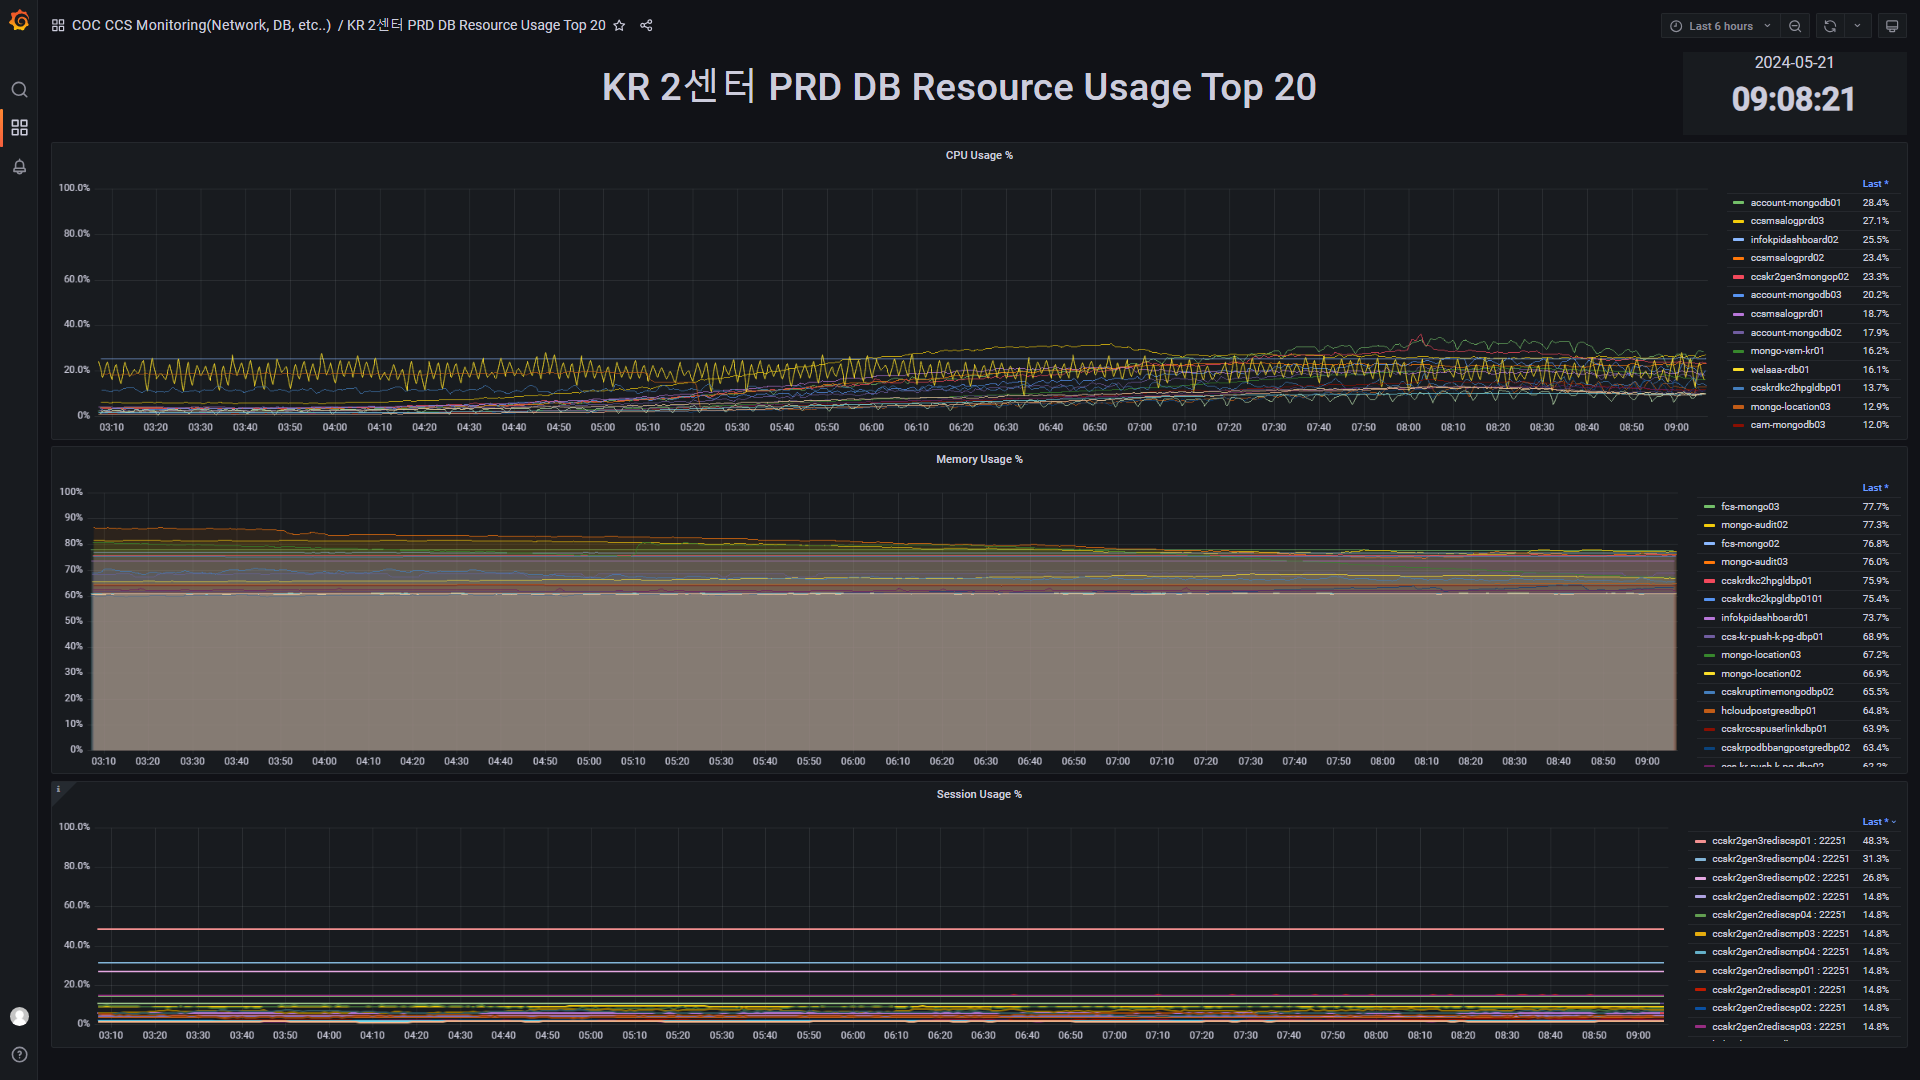 COC CCS Monitoring(Network, DB, etc..) / KR 2센터 PRD DB Resource Usage Top 20
Last 6 hours
KR 2센터 PRD DB Resource Usage Top 20
2024-05-21
09:08:21
CPU Usage %
Last *
100.0%
80.0%
60.0%
40.0%
20.0%
0%
03:10 03:20 03:30 03:40 03:50 04:00 04:10 04:20 04:30 04:40 04:50 05:00 05:10 05:20 05:30 05:40 05:50 06:00 06:10 06:20 06:30 06:40 06:50 07:00 07:10 07:20 07:30 07:40 07:50 08:00 08:10 08:20 08:30 08:40 08:50 09:00
account-mongodb01 28.4%
ccsmsalogprd03 27.1%
infokpidashboard02 25.5%
ccsmsalogprd02 23.4%
ccskr2gen3mongop02 23.3%
account-mongodb03 20.2%
ccsmsalogprd01 18.7%
account-mongodb02 17.9%
mongo-vsm-kr01 16.2%
welaaa-rdb01 16.1%
ccskrdkc2hpgldbp01 13.7%
mongo-location03 12.9%
cam-mongodb03 12.0%
Memory Usage %
Last *
100%
90%
80%
70%
60%
50%
40%
30%
20%
10%
0%
03:10 03:20 03:30 03:40 03:50 04:00 04:10 04:20 04:30 04:40 04:50 05:00 05:10 05:20 05:30 05:40 05:50 06:00 06:10 06:20 06:30 06:40 06:50 07:00 07:10 07:20 07:30 07:40 07:50 08:00 08:10 08:20 08:30 08:40 08:50 09:00
fcs-mongo03 77.7%
mongo-audit02 77.3%
fcs-mongo02 76.8%
mongo-audit03 76.0%
ccskrdkc2hpgldbp01 75.9%
ccskrdkc2kpgldbp0101 75.4%
infokpidashboard01 73.7%
ccs-kr-push-k-pg-dbp01 68.9%
mongo-location03 67.2%
mongo-location02 66.9%
ccskruptimemongodbp02 65.5%
hcloudpostgresdbp01 64.8%
ccskrccspuserlinkdbp01 63.9%
ccskrpodbbangpostgredbp02 63.4%
Session Usage %
Last *
100.0%
80.0%
60.0%
40.0%
20.0%
0%
03:10 03:20 03:30 03:40 03:50 04:00 04:10 04:20 04:30 04:40 04:50 05:00 05:10 05:20 05:30 05:40 05:50 06:00 06:10 06:20 06:30 06:40 06:50 07:00 07:10 07:20 07:30 07:40 07:50 08:00 08:10 08:20 08:30 08:40 08:50 09:00
ccskr2gen3rediscsp01 : 22251 48.3%
ccskr2gen3rediscmp04 : 22251 31.3%
ccskr2gen3rediscmp02 : 22251 26.8%
ccskr2gen2rediscmp02 : 22251 14.8%
ccskr2gen2rediscsp04 : 22251 14.8%
ccskr2gen2rediscmp03 : 22251 14.8%
ccskr2gen2rediscmp04 : 22251 14.8%
ccskr2gen2rediscmp01 : 22251 14.8%
ccskr2gen2rediscsp01 : 22251 14.8%
ccskr2gen2rediscsp02 : 22251 14.8%
ccskr2gen2rediscsp03 : 22251 14.8%